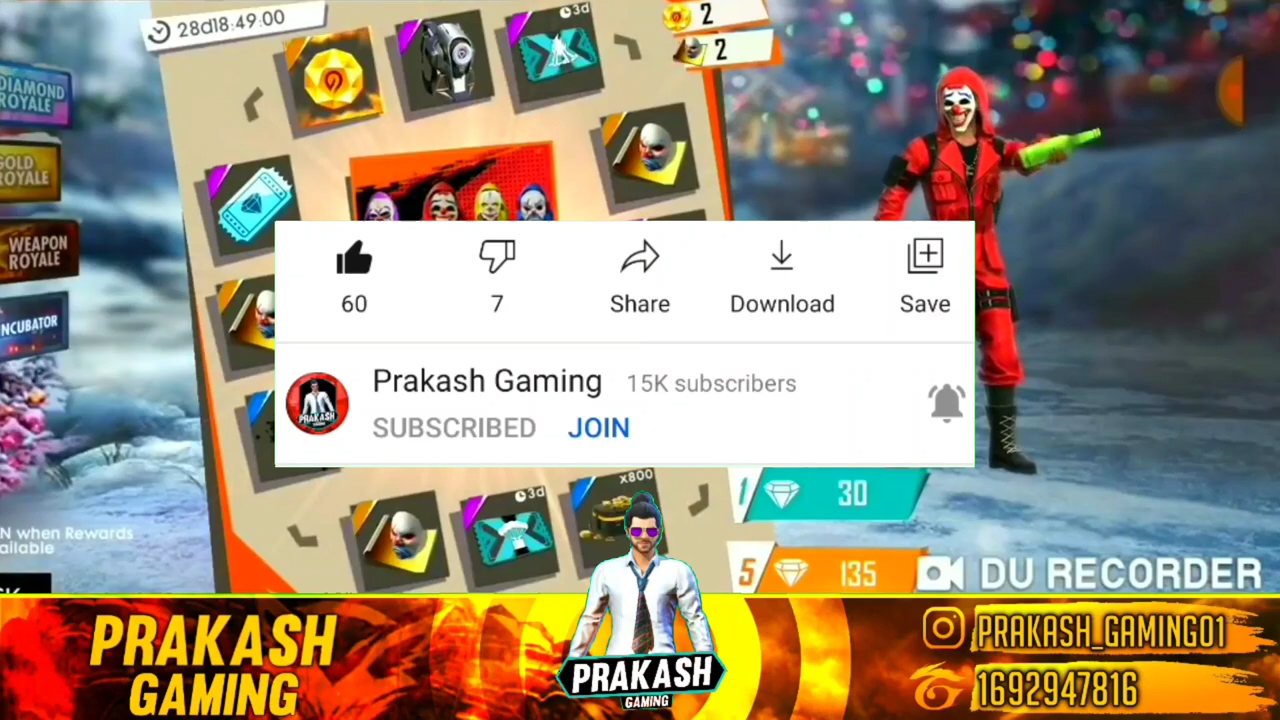 28d18:49:00
3d
2
2
DIAMOND
ROYALE
GOLD
ROYALE
WEAPON
ROYALE
INCUBATOR
60
7
Share
Download
Save
Prakash Gaming 15K subscribers
SUBSCRIBED JOIN
PRAKASH
N when Rewards
ailable
3d
x800
1 30
5 135
DU RECORDER
PRAKASH
GAMING
PRAKASH
GAMING
PRAKASH_GAMING01
1692947816